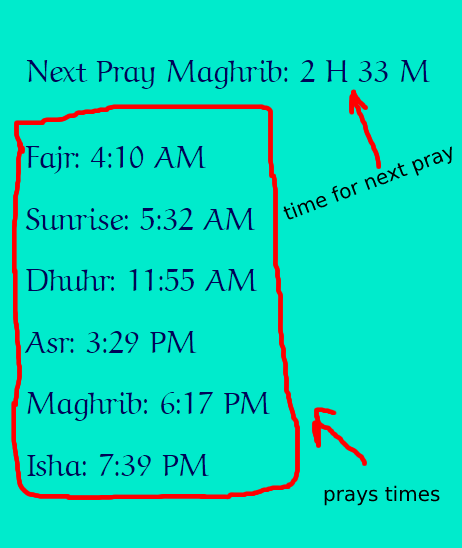 Next Pray Maghrib: 2 H 33 M
time for next pray
Fajr: 4:10 AM
Sunrise: 5:32 AM
Dhuhr: 11:55 AM
Asr: 3:29 PM
Maghrib: 6:17 PM
Isha: 7:39 PM
prays times